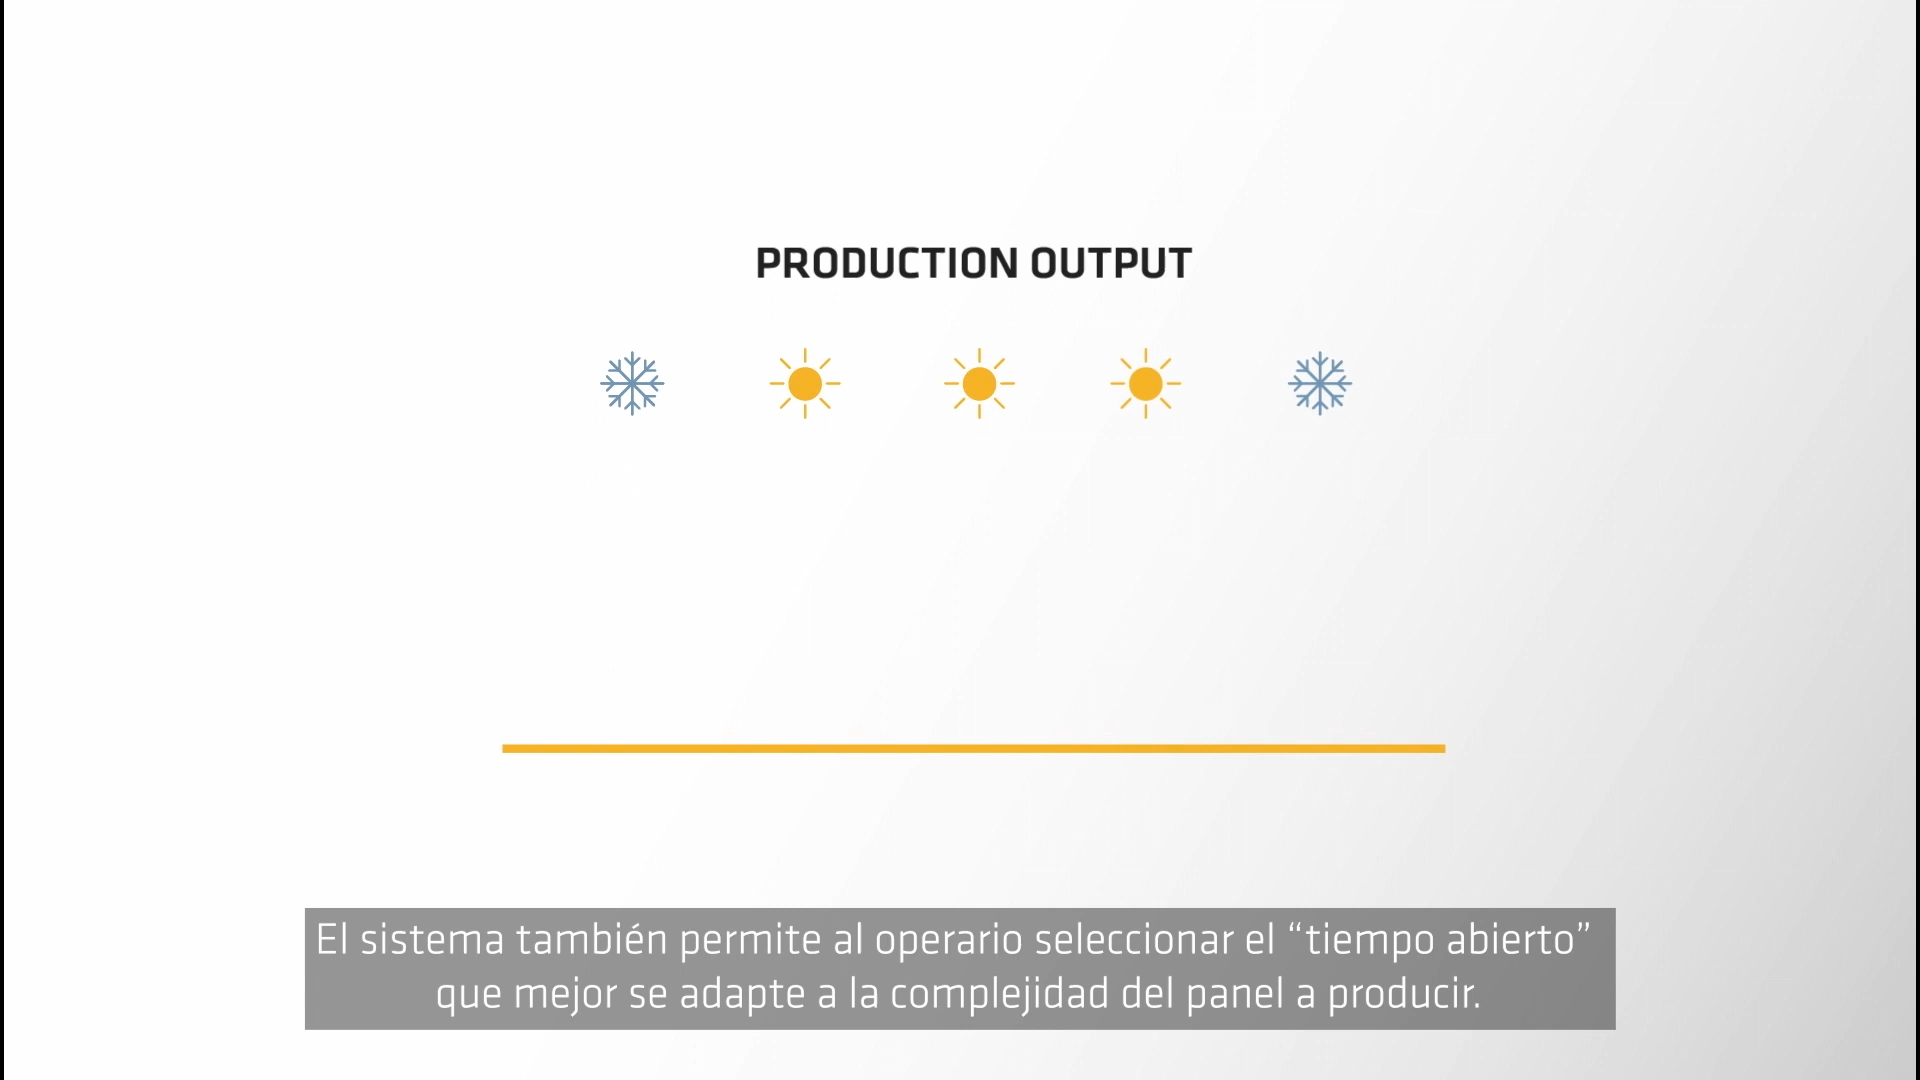 PRODUCTION OUTPUT
El sistema también permite al operario seleccionar el “tiempo abierto”
que mejor se adapte a la complejidad del panel a producir.